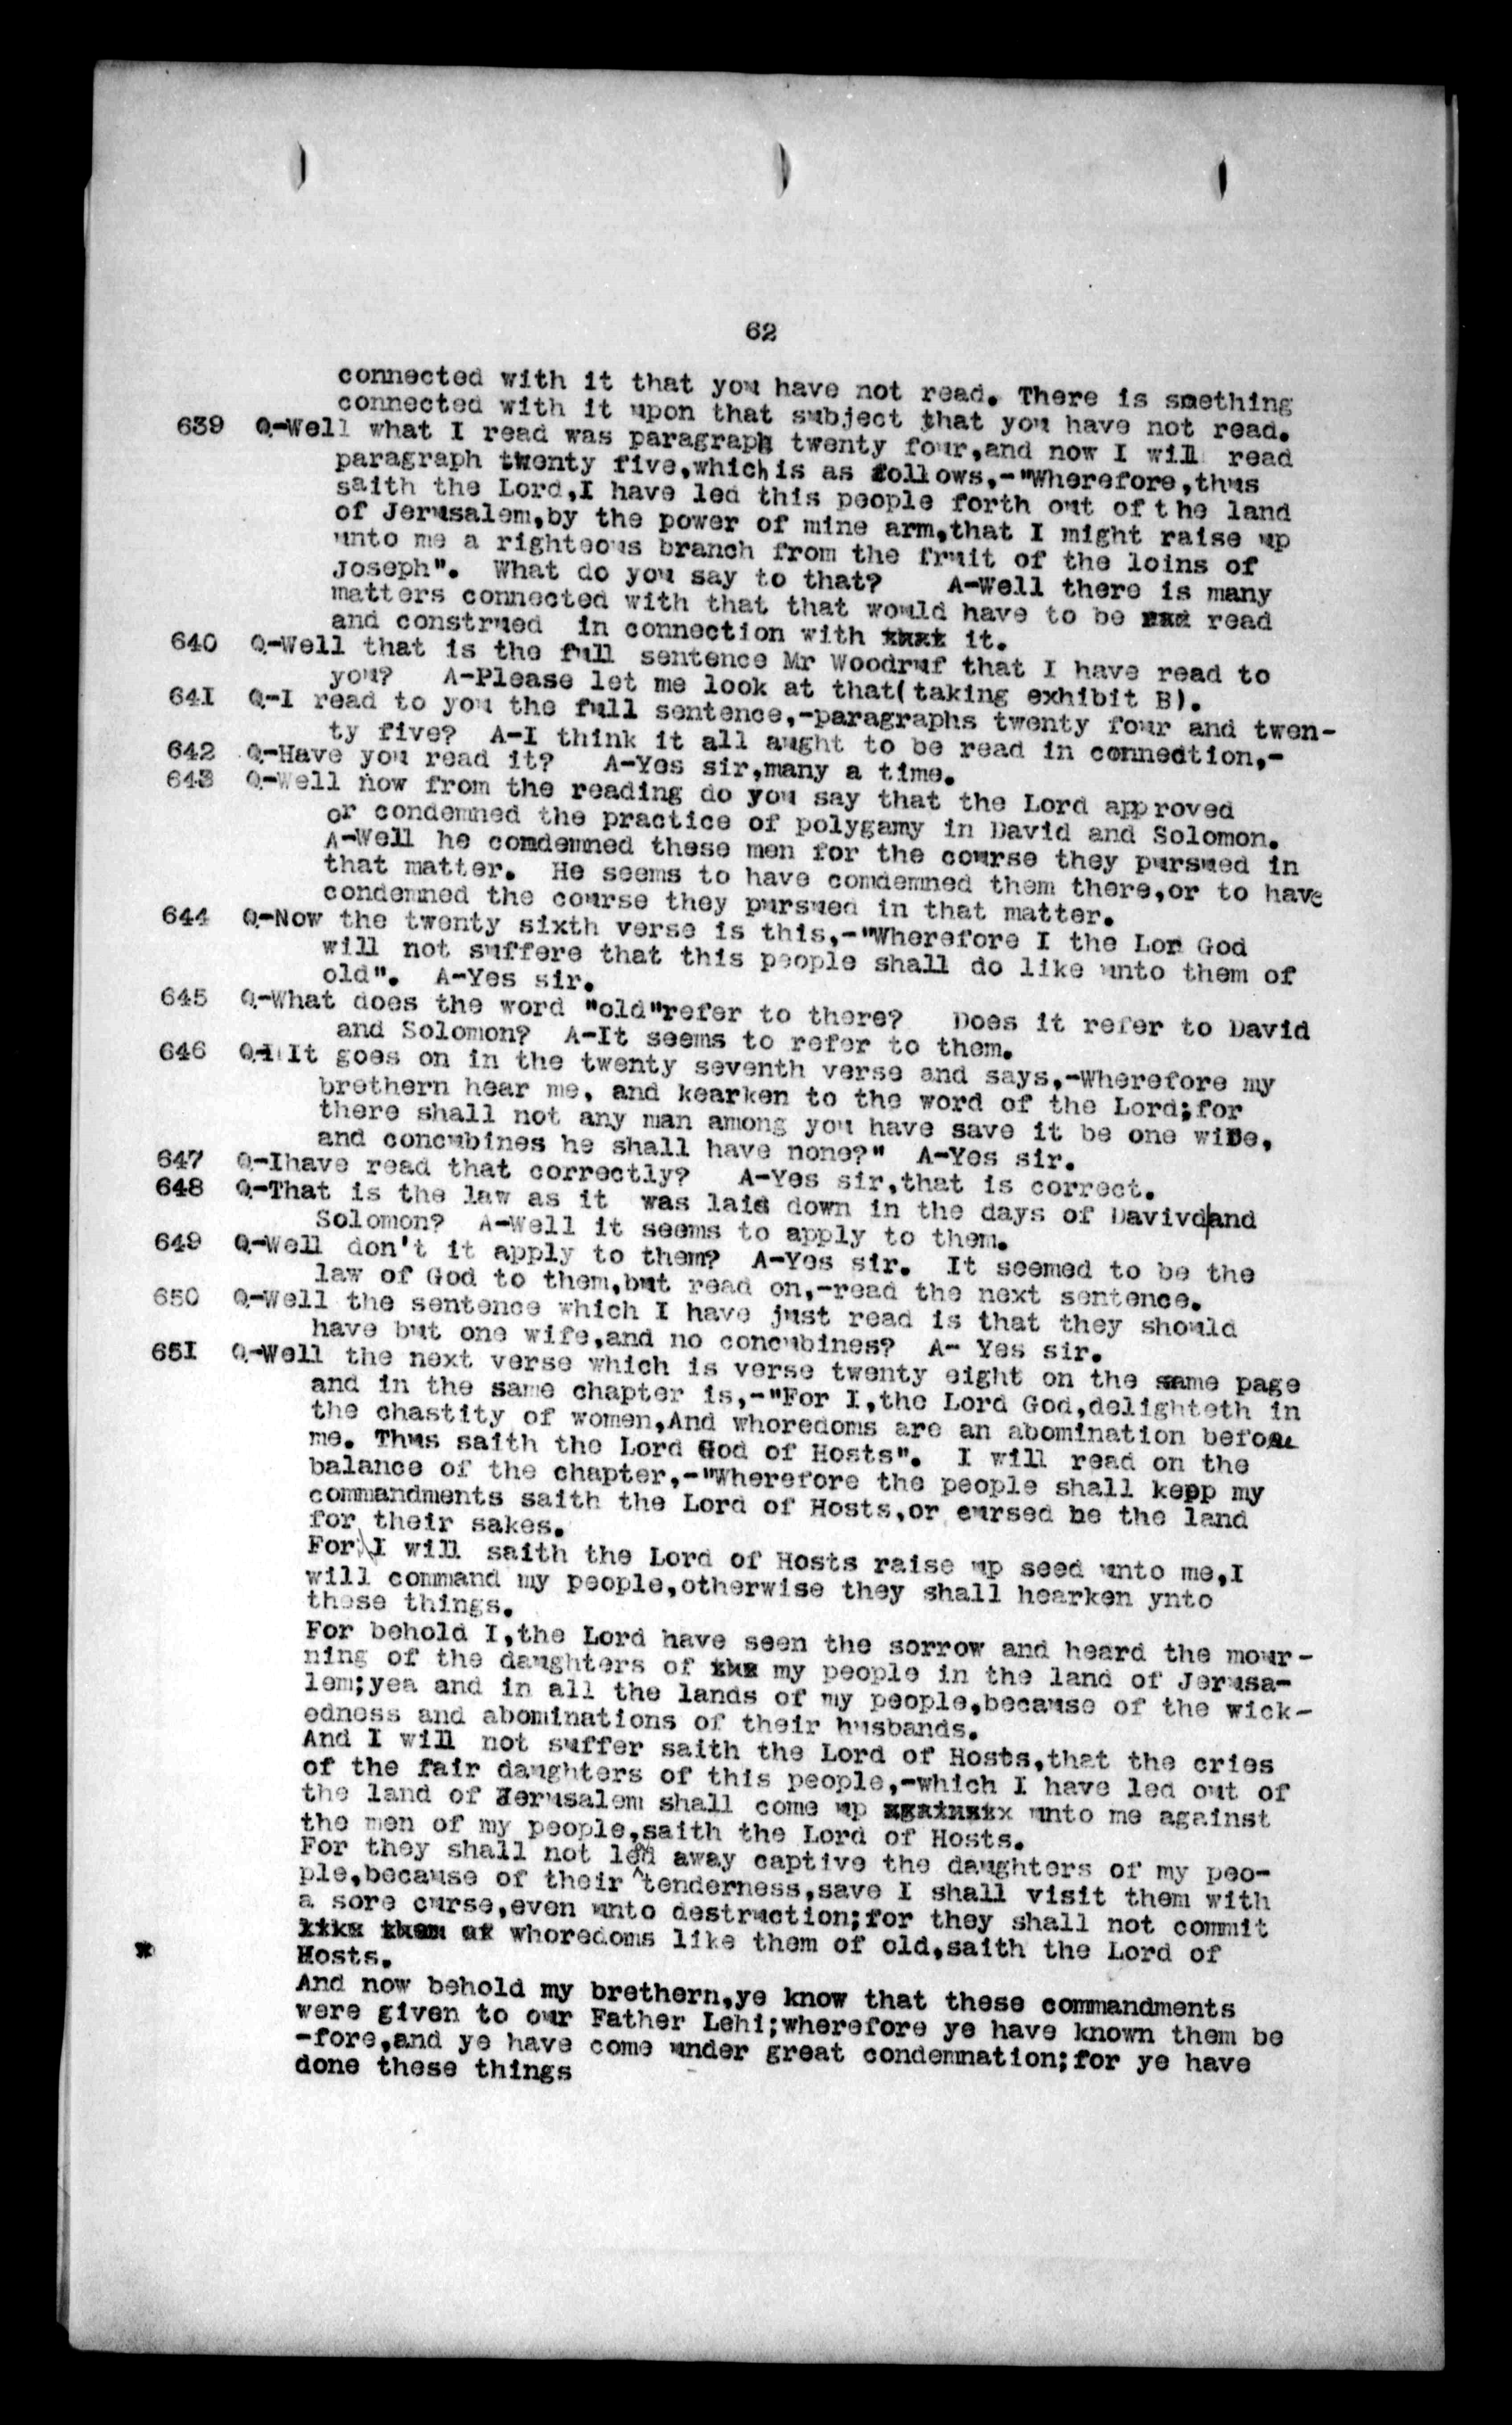 62
connected with it that you have not read. There is smething
connected with it upon that subject that you have not read.
639 Q-Well what I read was paragraph twenty four,and now I will read
paragraph twenty five,which is as follows,-"Wherefore,thus
saith the Lord,I have led this people forth out of the land
of Jerusalem,by the power of mine arm,that I might raise up
unto me a righteous branch from the fruit of the loins of
Joseph". What do you say to that? A-Well there is many
matters connected with that that would have to be read
and construed in connection with it.
640 Q-Well that is the full sentence Mr Woodruf that I have read to
you? A-Please let me look at that(taking exhibit B).
641 Q-I read to you the full sentence,-paragraphs twenty four and twen-
ty five? A-I think it all aught to be read in connedtion,-
642 Q-Have you read it? A-Yes sir,many a time.
643 Q-Well now from the reading do you say that the Lord approved
or condemned the practice of polygamy in David and Solomon.
A-Well he comdemned these men for the course they pursued in
that matter. He seems to have comdemned them there,or to have
condemned the course they pursued in that matter.
644 Q-Now the twenty sixth verse is this,-"Wherefore I the Lor God
will not suffere that this people shall do like unto them of
old". A-Yes sir.
645 Q-What does the word "old"refer to there? Does it refer to David
and Solomon? A-It seems to refer to them.
646 Q-It goes on in the twenty seventh verse and says,-Wherefore my
brethern hear me, and kearken to the word of the Lord;for
there shall not any man among you have save it be one wife,
and concubines he shall have none?" A-Yes sir.
647 Q-Ihave read that correctly? A-Yes sir,that is correct.
648 Q-That is the law as it was laid down in the days of Davivd|and
Solomon? A-Well it seems to apply to them.
649 Q-Well don't it apply to them? A-Yes sir. It seemed to be the
law of God to them,but read on,-read the next sentence.
650 Q-Well the sentence which I have just read is that they should
have but one wife,and no concubines? A- Yes sir.
651 Q-Well the next verse which is verse twenty eight on the same page
and in the same chapter is,-"For I,the Lord God,delighteth in
the chastity of women,And whoredoms are an abomination before
me. Thus saith the Lord God of Hosts". I will read on the
balance of the chapter,-"Wherefore the people shall kepp my
commandments saith the Lord of Hosts,or cursed be the land
for their sakes.
For I will saith the Lord of Hosts raise up seed unto me,I
will command my people,otherwise they shall hearken ynto
these things.
For behold I,the Lord have seen the sorrow and heard the mour-
ning of the daughters of my people in the land of Jerusa-
lem;yea and in all the lands of my people,because of the wick-
edness and abominations of their husbands.
And I will not suffer saith the Lord of Hosts,that the cries
of the fair daughters of this people,-which I have led out of
the land of Jerusalem shall come up unto me against
the men of my people,saith the Lord of Hosts.
For they shall not lead away captive the daughters of my peo-
ple,because of their tenderness,save I shall visit them with
a sore curse,even unto destruction;for they shall not commit
whoredoms like them of old,saith the Lord of
* Hosts.
And now behold my brethern,ye know that these commandments
were given to our Father Lehi;wherefore ye have known them be
-fore,and ye have come under great condemnation;for ye have
done these things